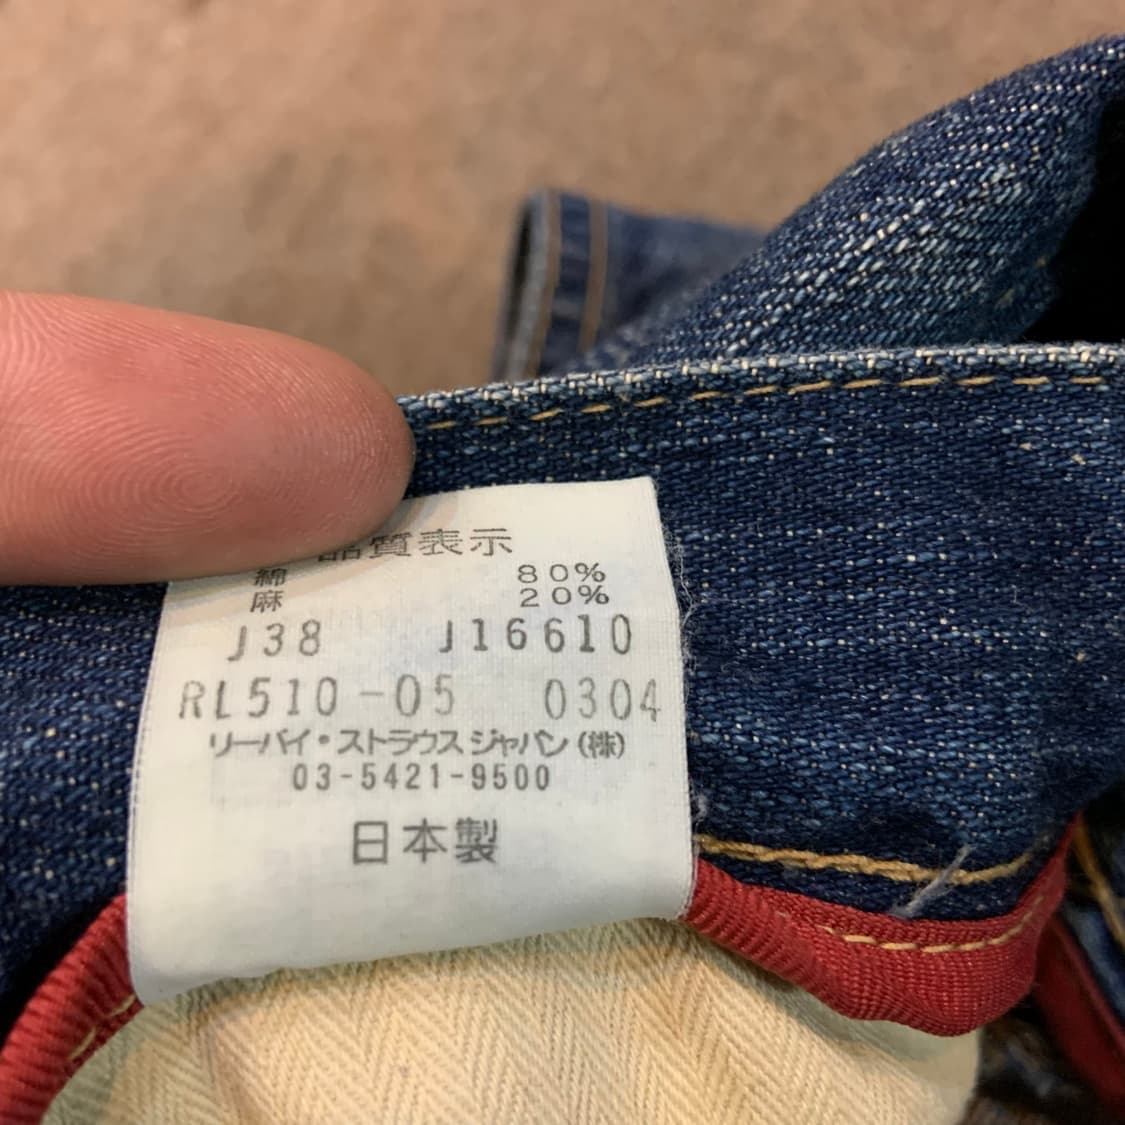 品質表示
綿 80%
麻 20%
J38 J16610
RL510-05 0304
リーバイ・ストラウス ジャパン(株)
03-5421-9500
日本製